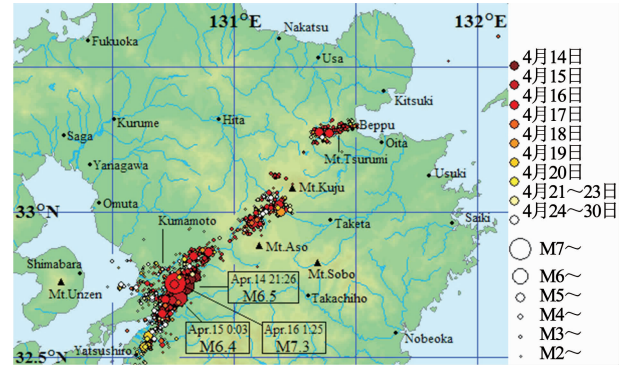 131°E
132°E
Nakatsu
Fukuoka
Usa
4月14日
4月15日
4月16日
4月17日
4月18日
4月19日
4月20日
4月21〜23日
4月24〜30日
Kitsuki
Kurume
Hita
Beppu
Saga
Oita
Mt.Tsurumi
Yanagawa
Usuki
Mt.Kuju
Omuta
33°N
Kumamoto
Taketa
Saiki
Mt.Aso
M7〜
M6〜
M5〜
M4〜
M3〜
M2〜
Shimabara
Mt.Sobo
Mt.Unzen
Apr.14 21:26
M6.5
Takachiho
Apr.15 0:03
M6.4
Apr.16 1:25
M7.3
Nobeoka
Yatsushiro
32.5°N